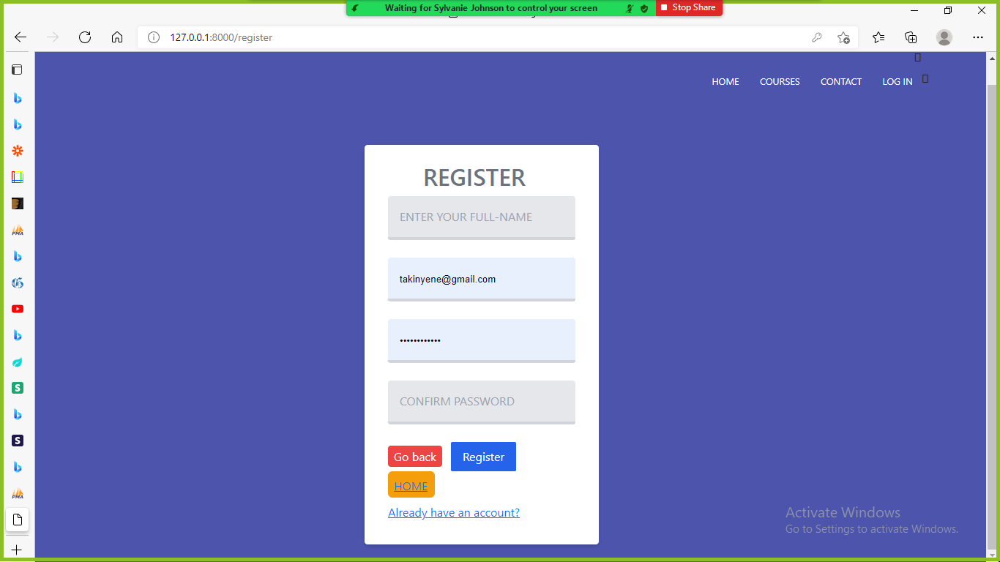 Waiting for Sylvanie Johnson to control your screen
Stop Share
127.0.0.1:8000/register
HOME COURSES CONTACT LOG IN
REGISTER
ENTER YOUR FULL-NAME
takinyene@gmail.com
••••••••••••
CONFIRM PASSWORD
Go back Register
HOME
Already have an account?
Activate Windows
Go to Settings to activate Windows.
PMA
S
S
PMA